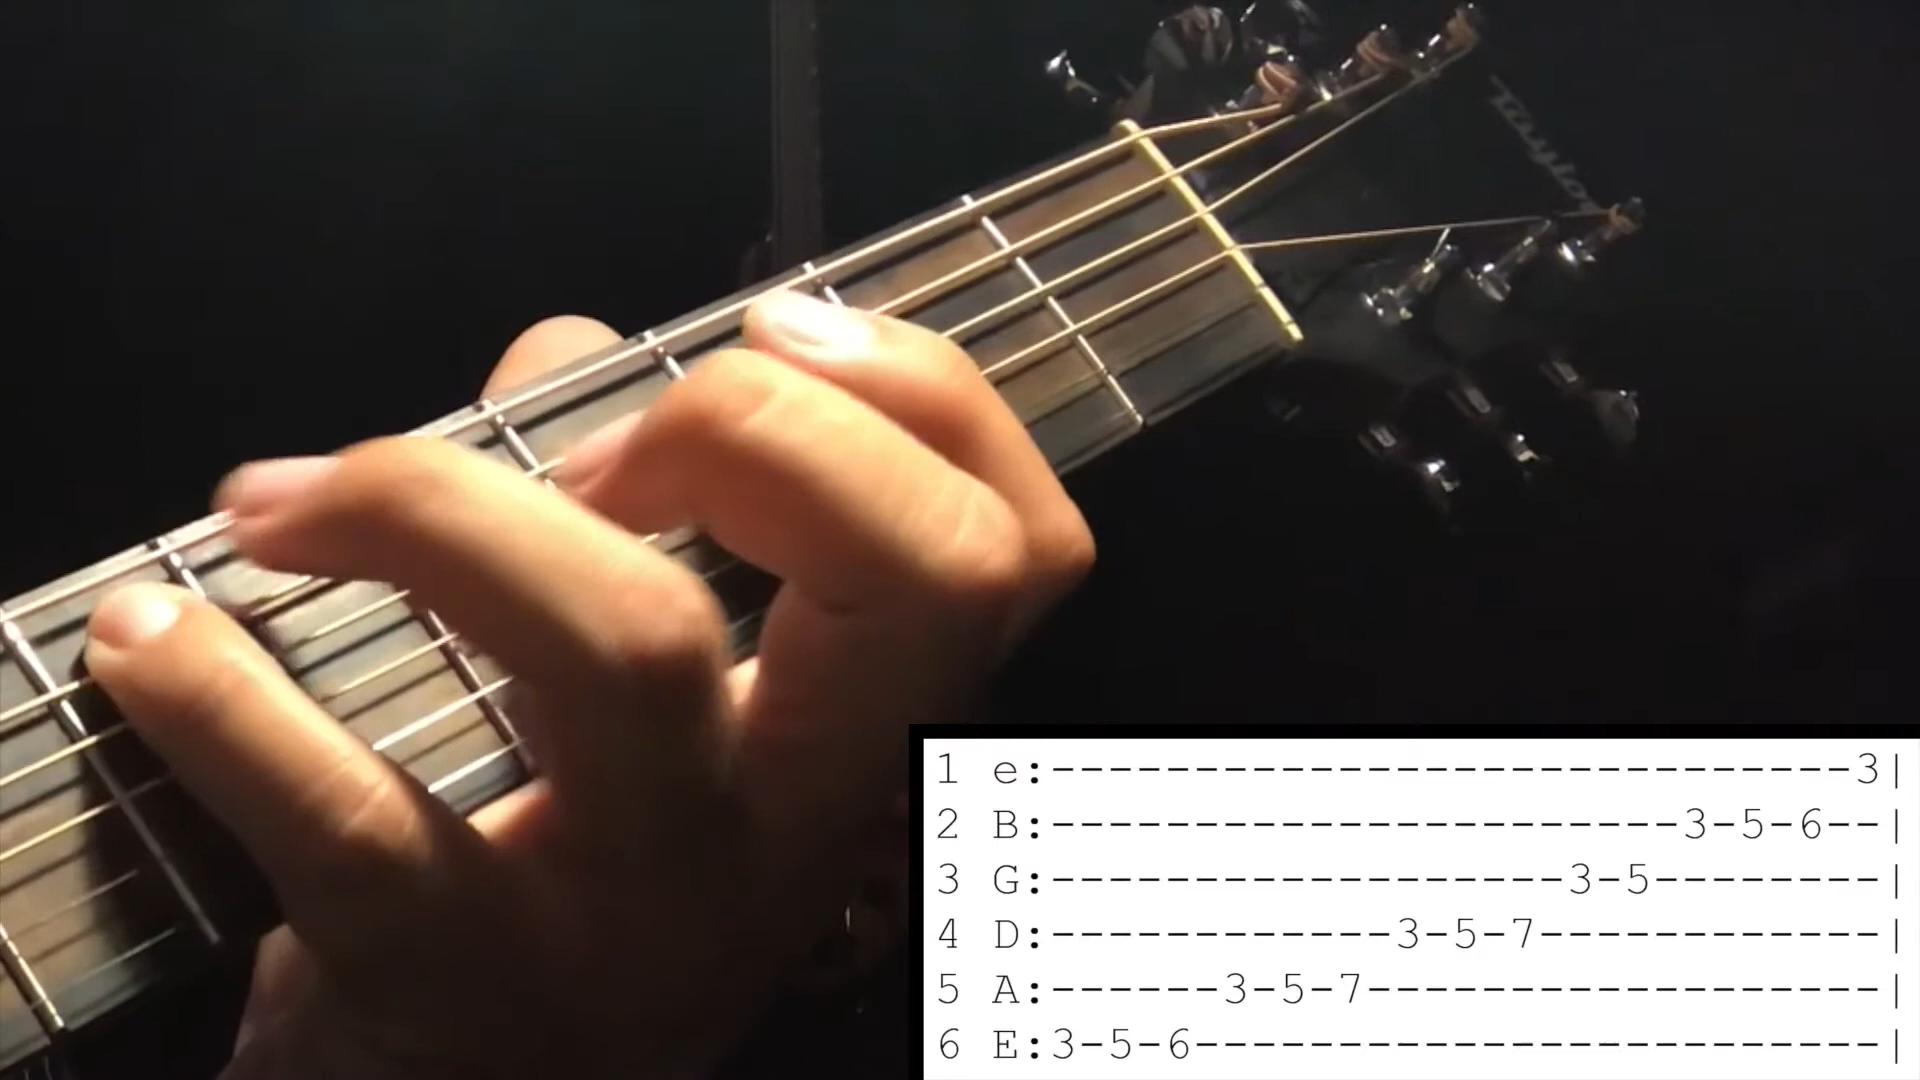 Taylor
1 e:----------------------------3|
2 B:----------------------3-5-6--|
3 G:------------------3-5--------|
4 D:------------3-5-7------------|
5 A:------3-5-7------------------|
6 E:3-5-6------------------------|